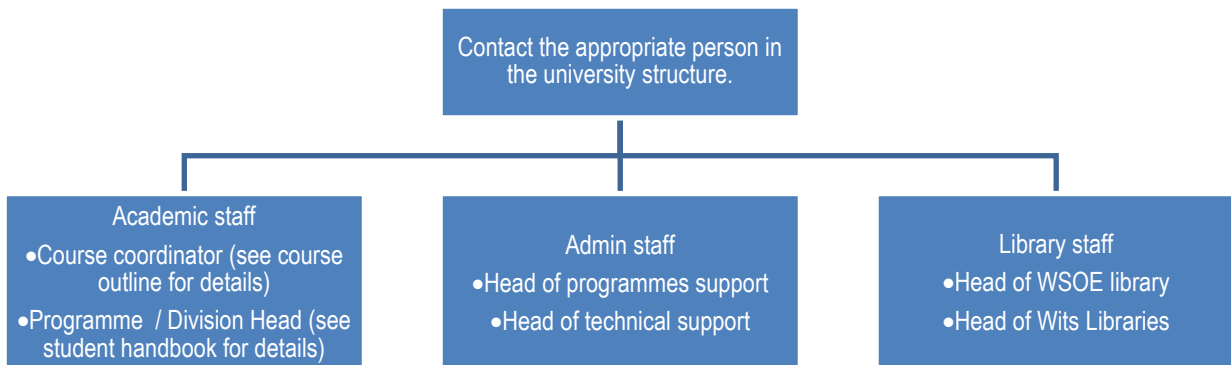 Contact the appropriate person in
the university structure.
Academic staff
•Course coordinator (see course
outline for details)
•Programme / Division Head (see
student handbook for details)
Admin staff
•Head of programmes support
•Head of technical support
Library staff
•Head of WSOE library
•Head of Wits Libraries